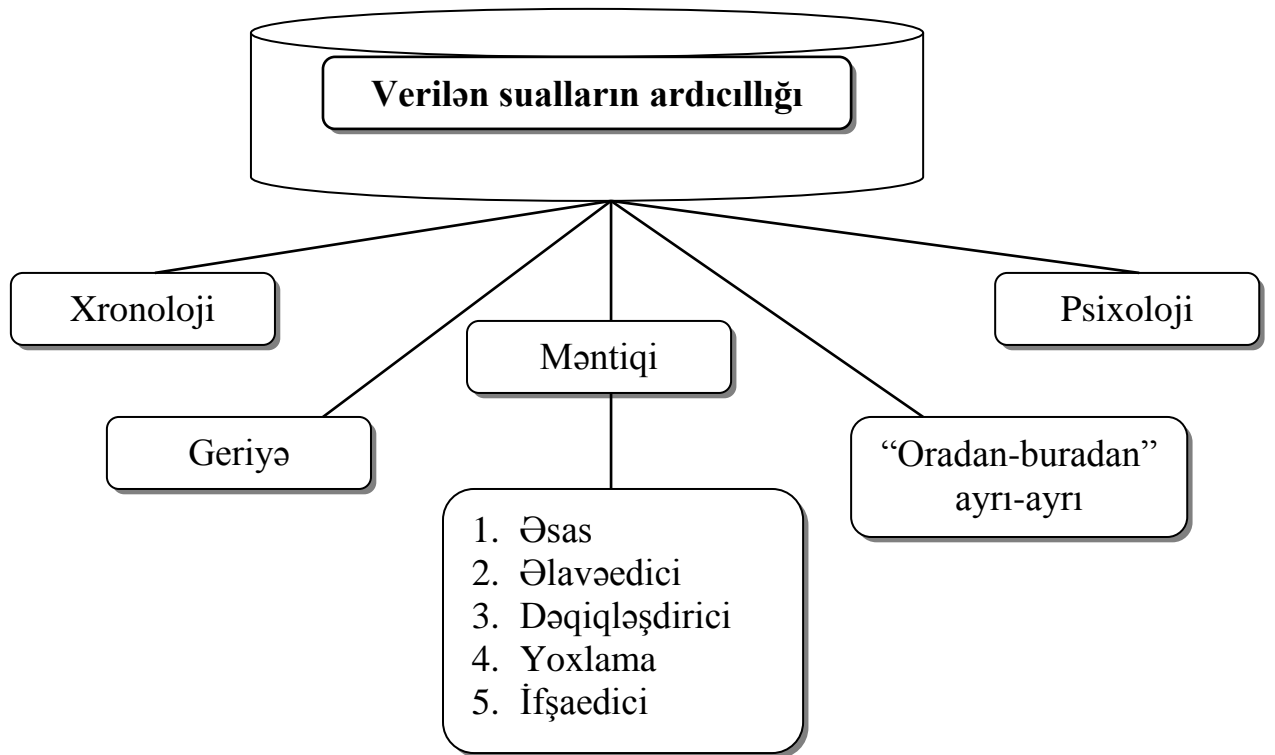 Verilən sualların ardıcıllığı
Xronoloji
Psixoloji
Məntiqi
Geriyə
“Oradan-buradan”
ayrı-ayrı
1. Əsas
2. Əlavəedici
3. Dəqiqləşdirici
4. Yoxlama
5. İfşaedici